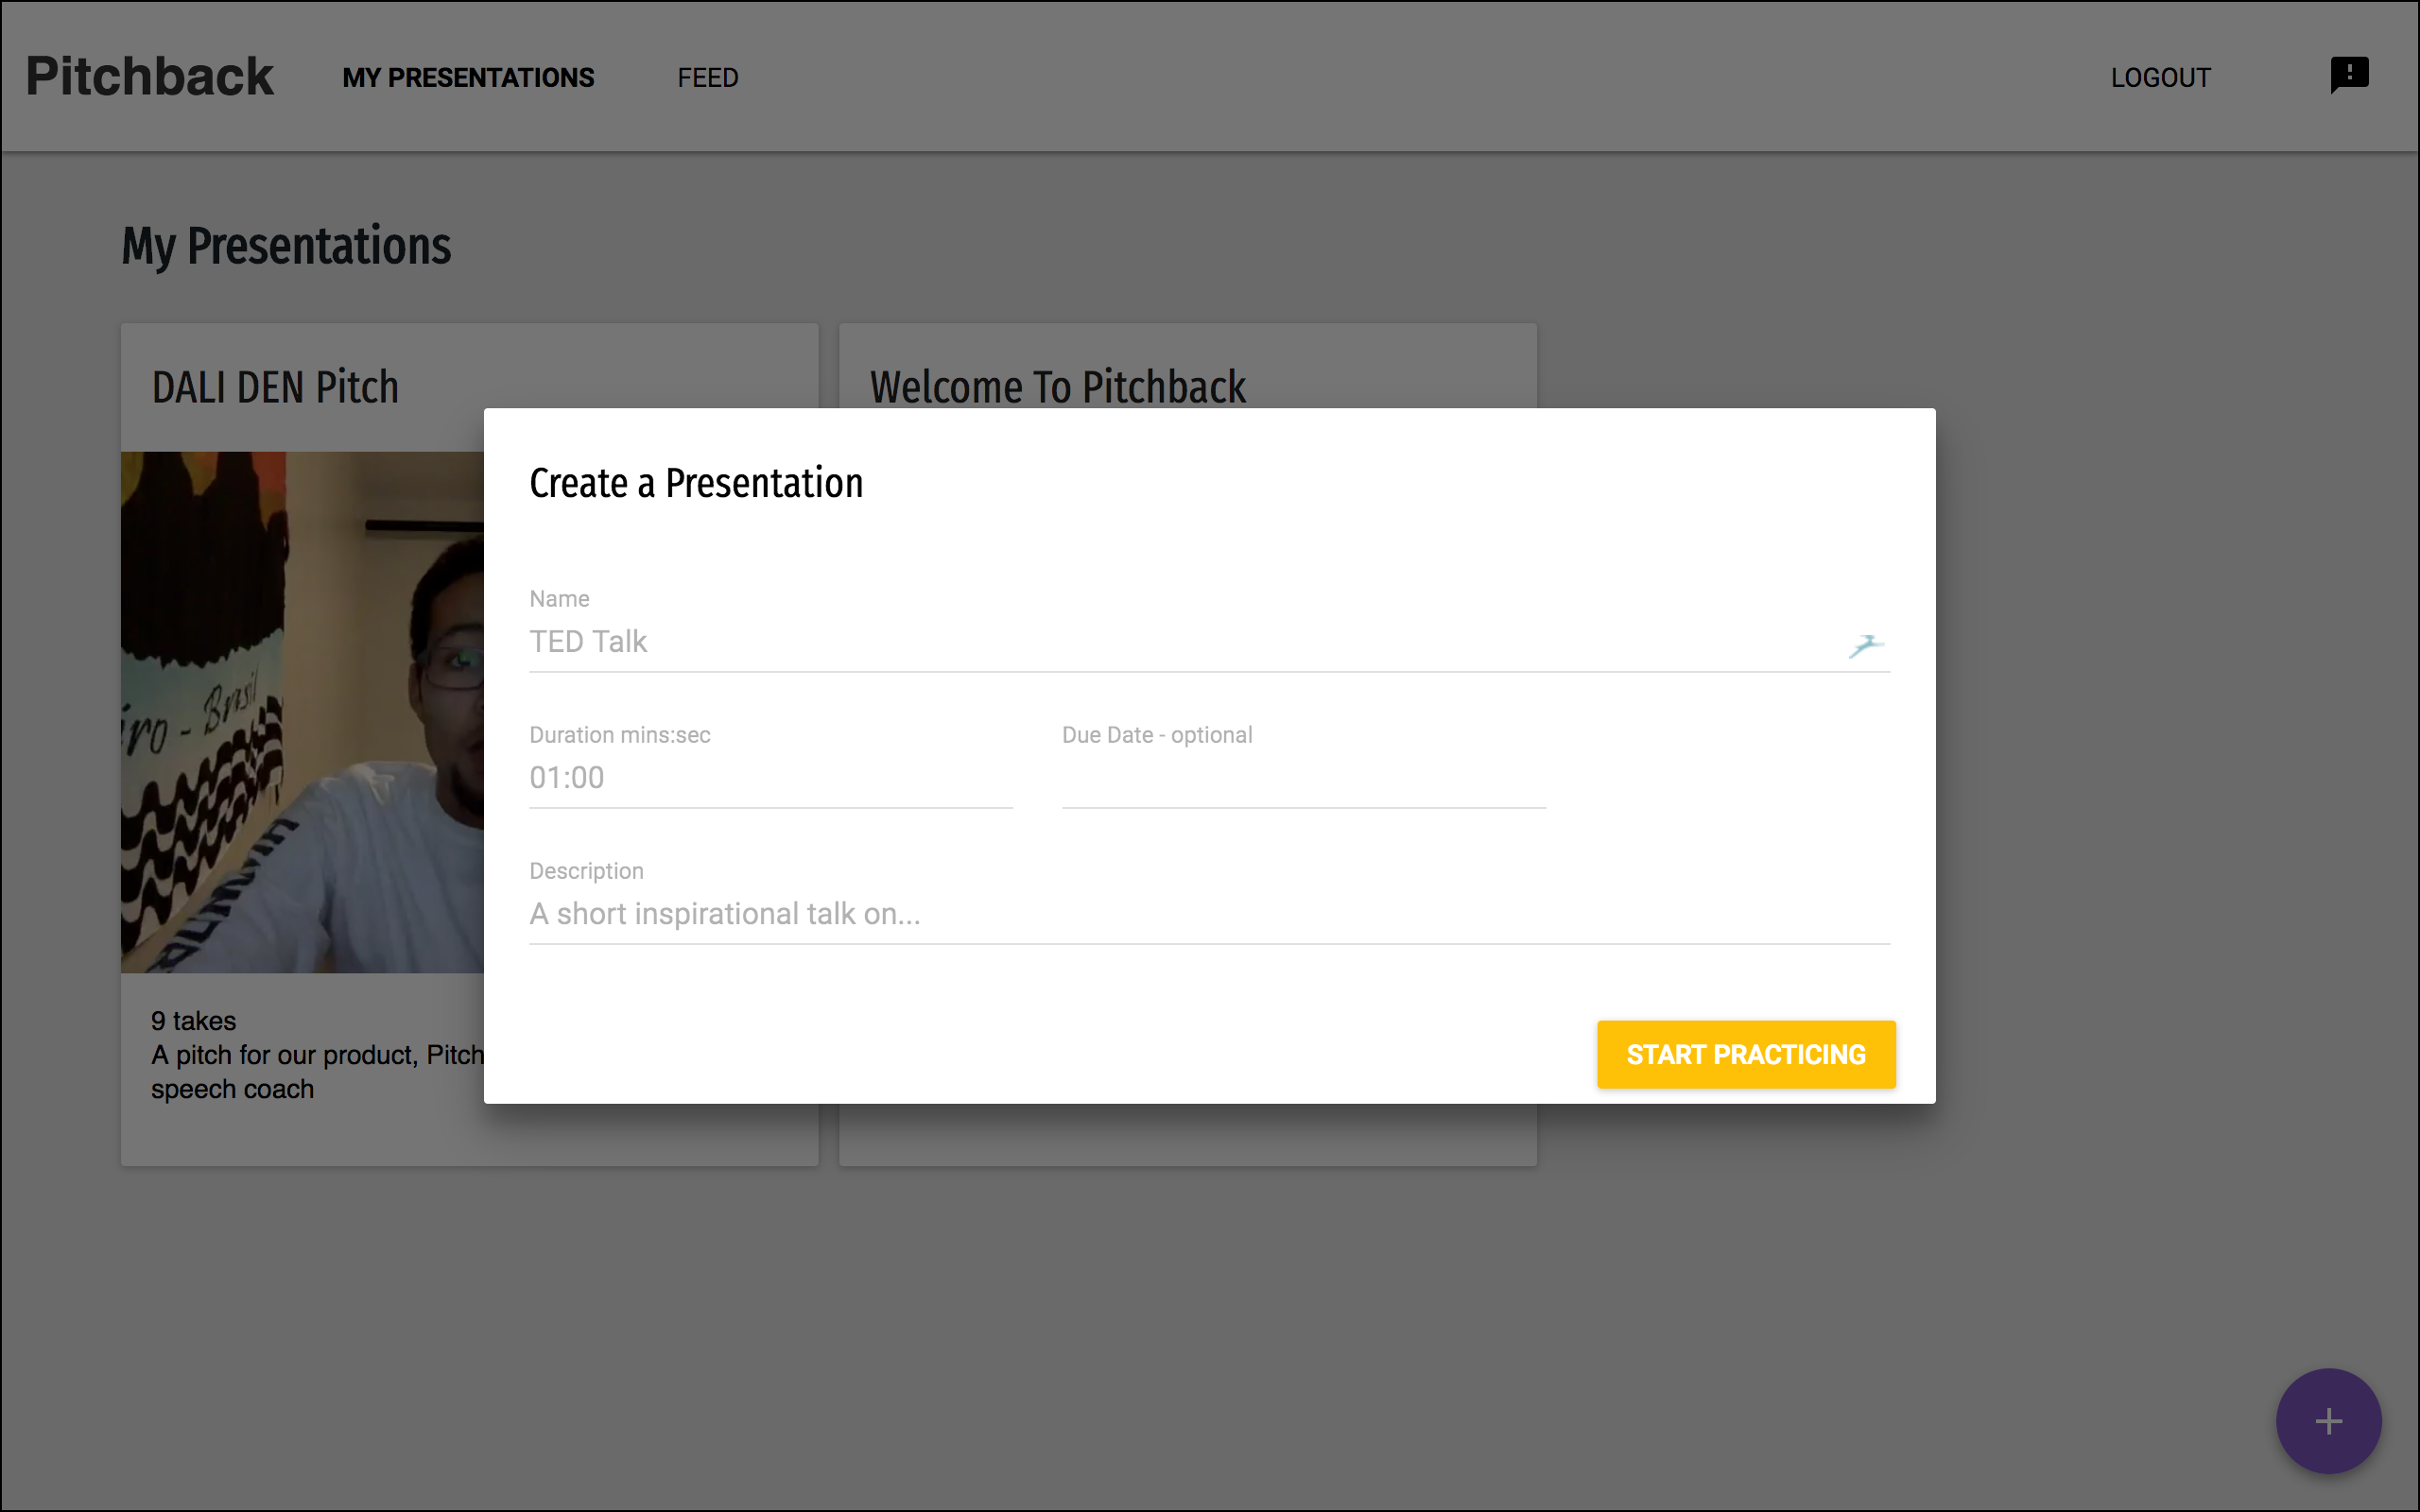 Pitchback MY PRESENTATIONS FEED LOGOUT
My Presentations
DALI DEN Pitch
Welcome To Pitchback
Create a Presentation
Name
TED Talk
Duration mins:sec
Due Date - optional
01:00
Description
A short inspirational talk on...
START PRACTICING
iro - Brasil
9 takes
A pitch for our product, Pitch
speech coach